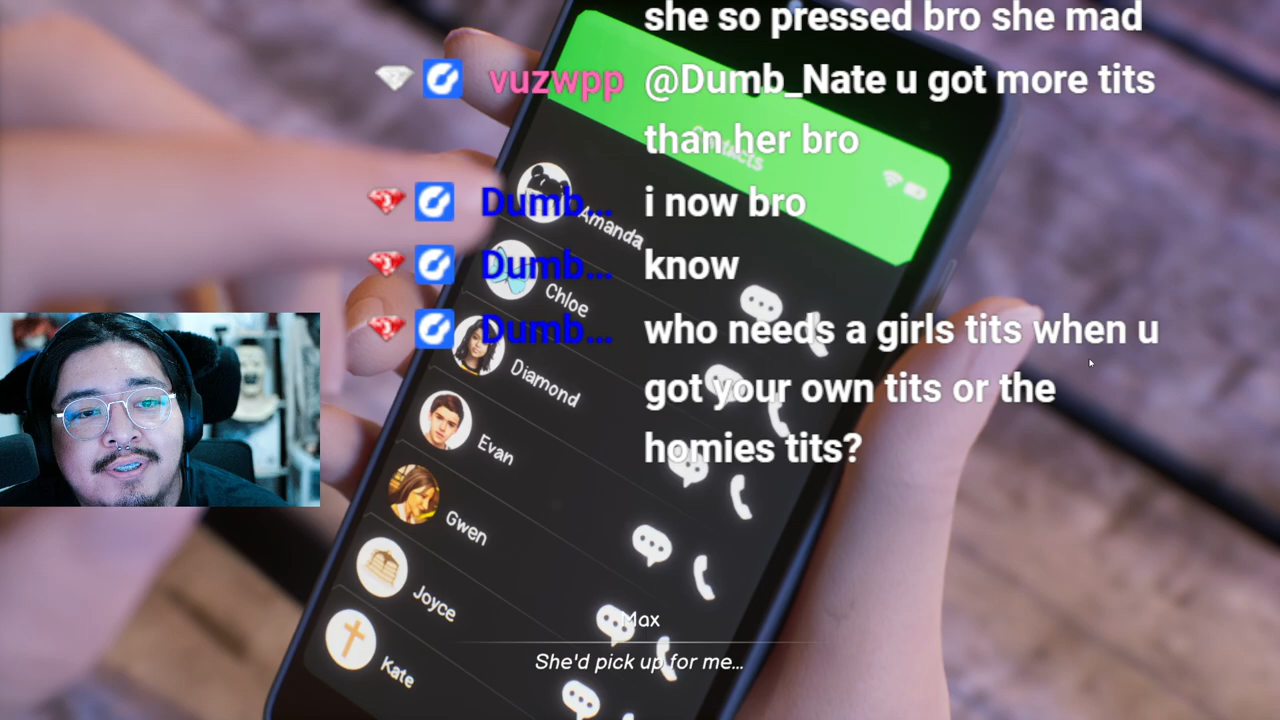 she so pressed bro she mad
vuzwpp @Dumb_Nate u got more tits
than her bro
Dumb... i now bro
Dumb... know
Dumb... who needs a girls tits when u
got your own tits or the
homies tits?
Contacts
Amanda
Chloe
Diamond
Evan
Gwen
Joyce
Kate
Max
She'd pick up for me...